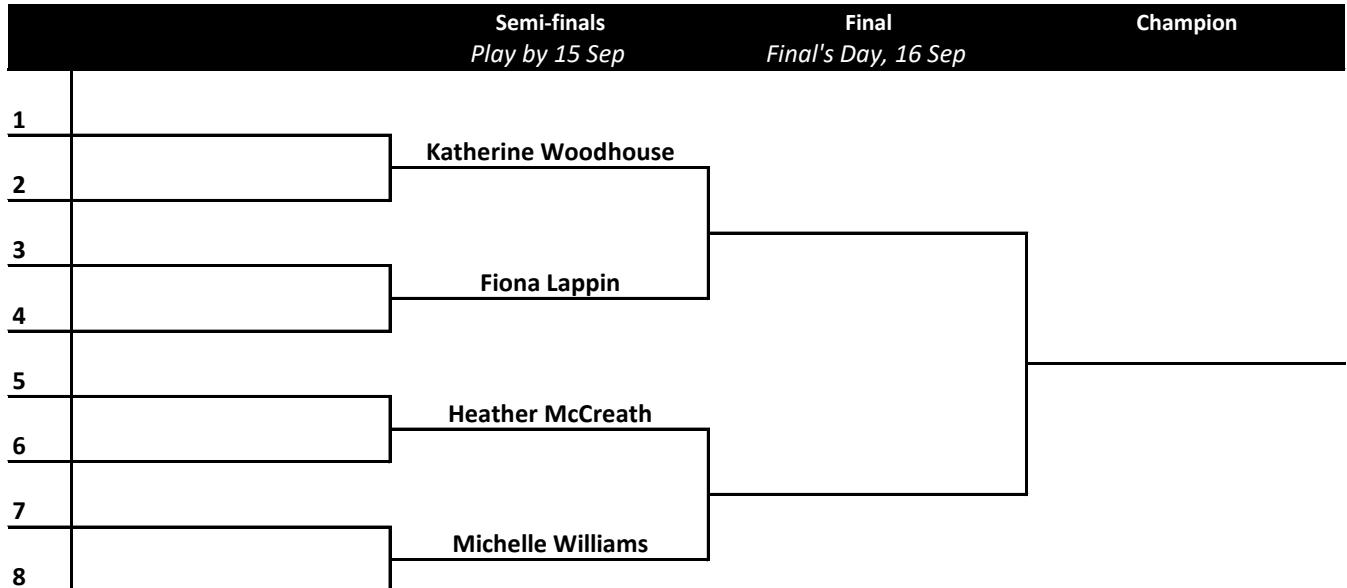 Semi-finals Final Champion
Play by 15 Sep Final's Day, 16 Sep
1
Katherine Woodhouse
2
3
Fiona Lappin
4
5
Heather McCreath
6
7
Michelle Williams
8